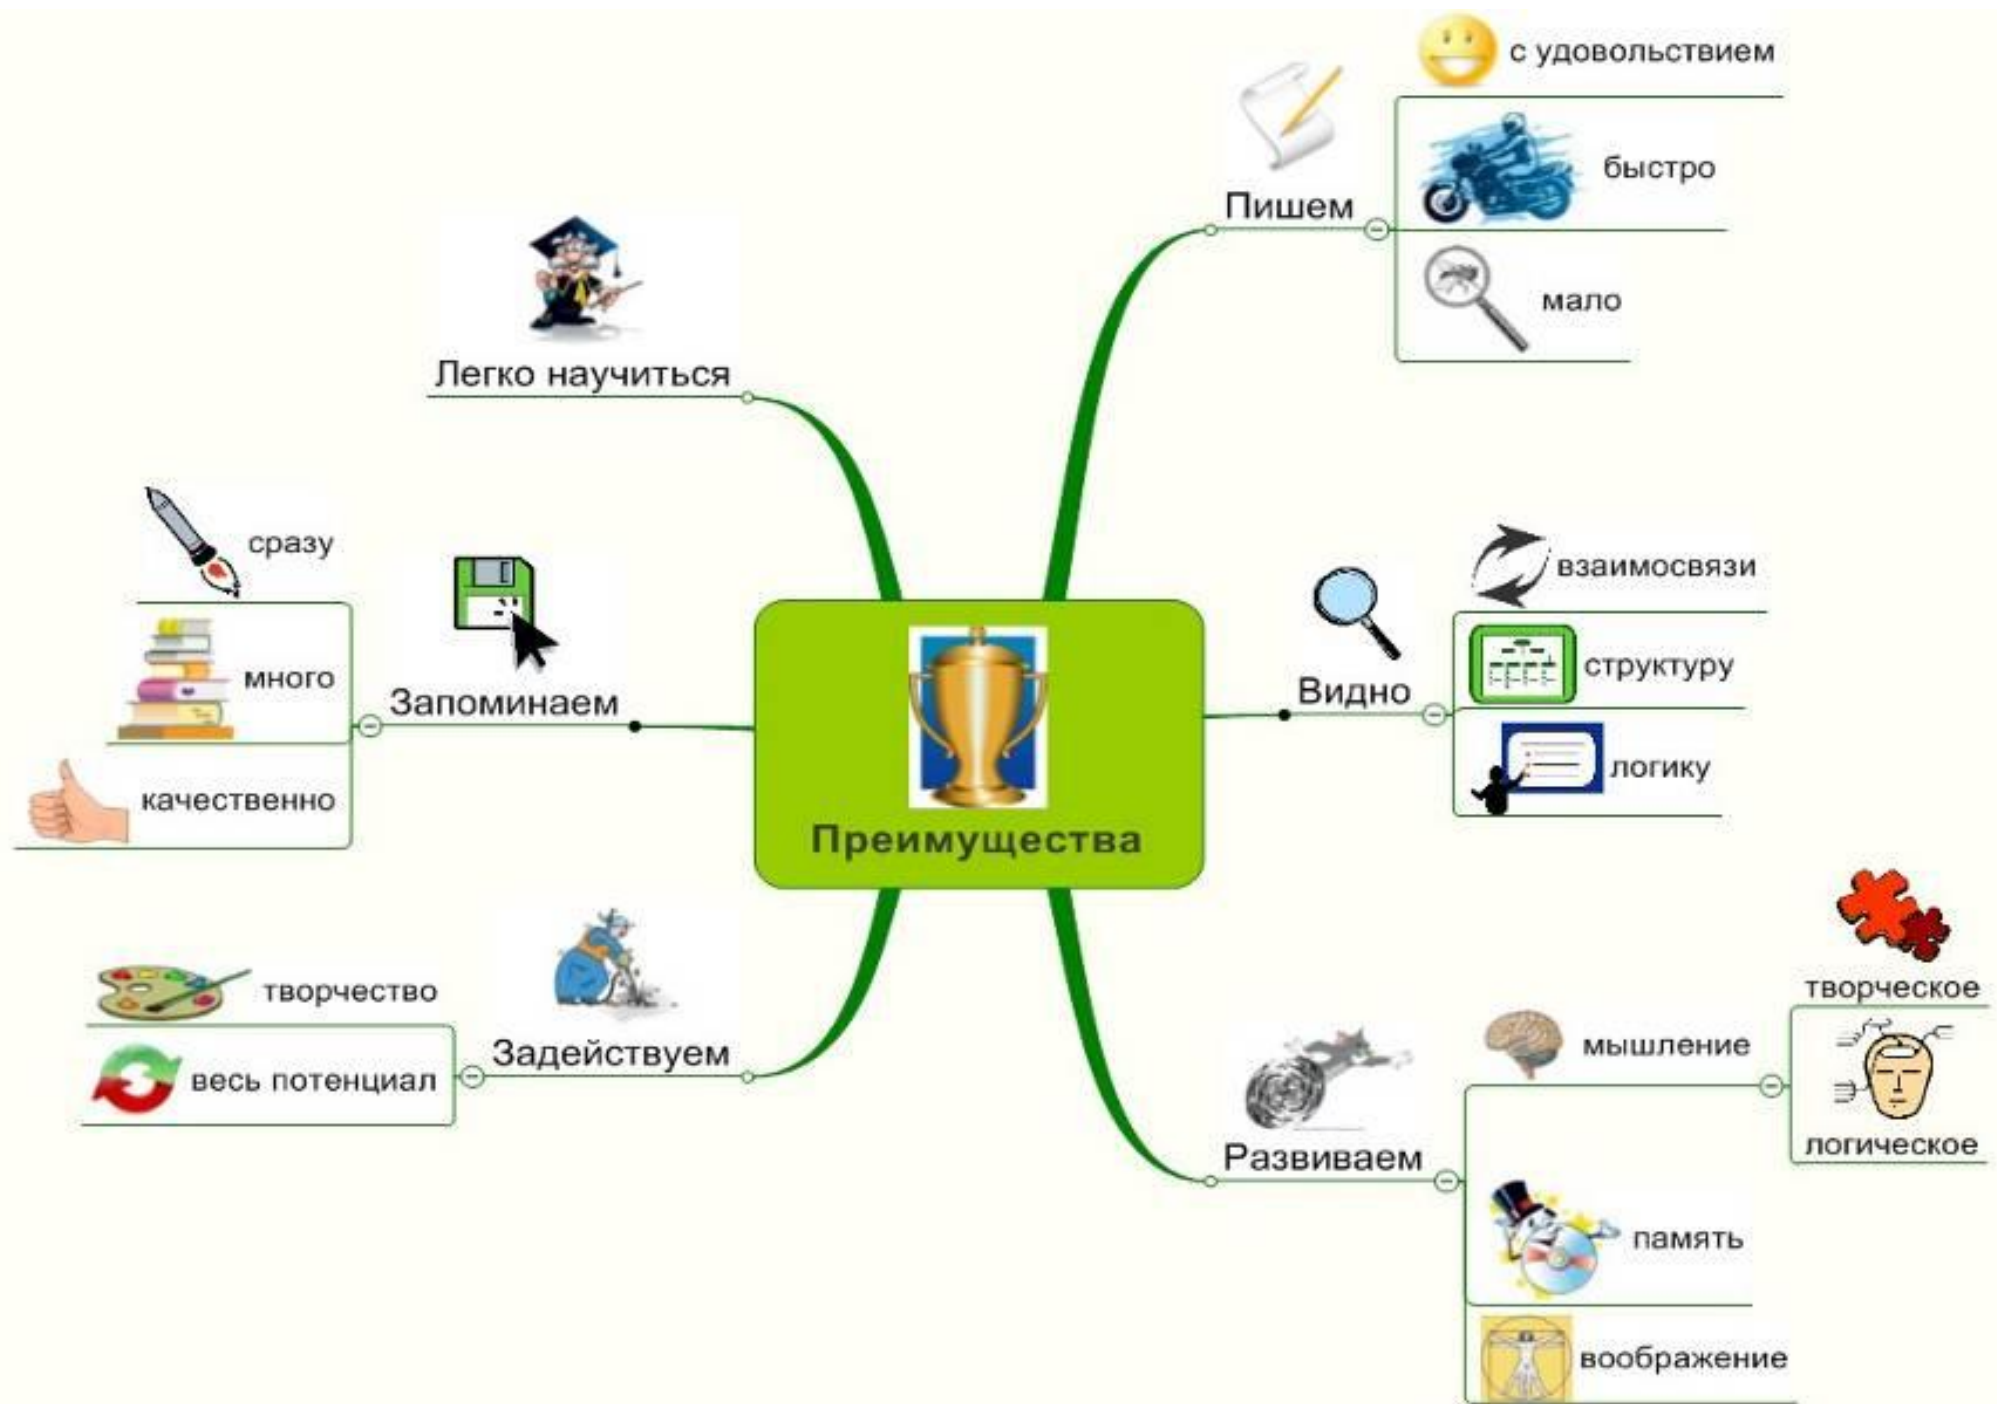 Преимущества
Пишем
с удовольствием
быстро
мало
Видно
взаимосвязи
структуру
логику
Развиваем
мышление
творческое
логическое
память
воображение
Задействуем
творчество
весь потенциал
Запоминаем
сразу
много
качественно
Легко научиться